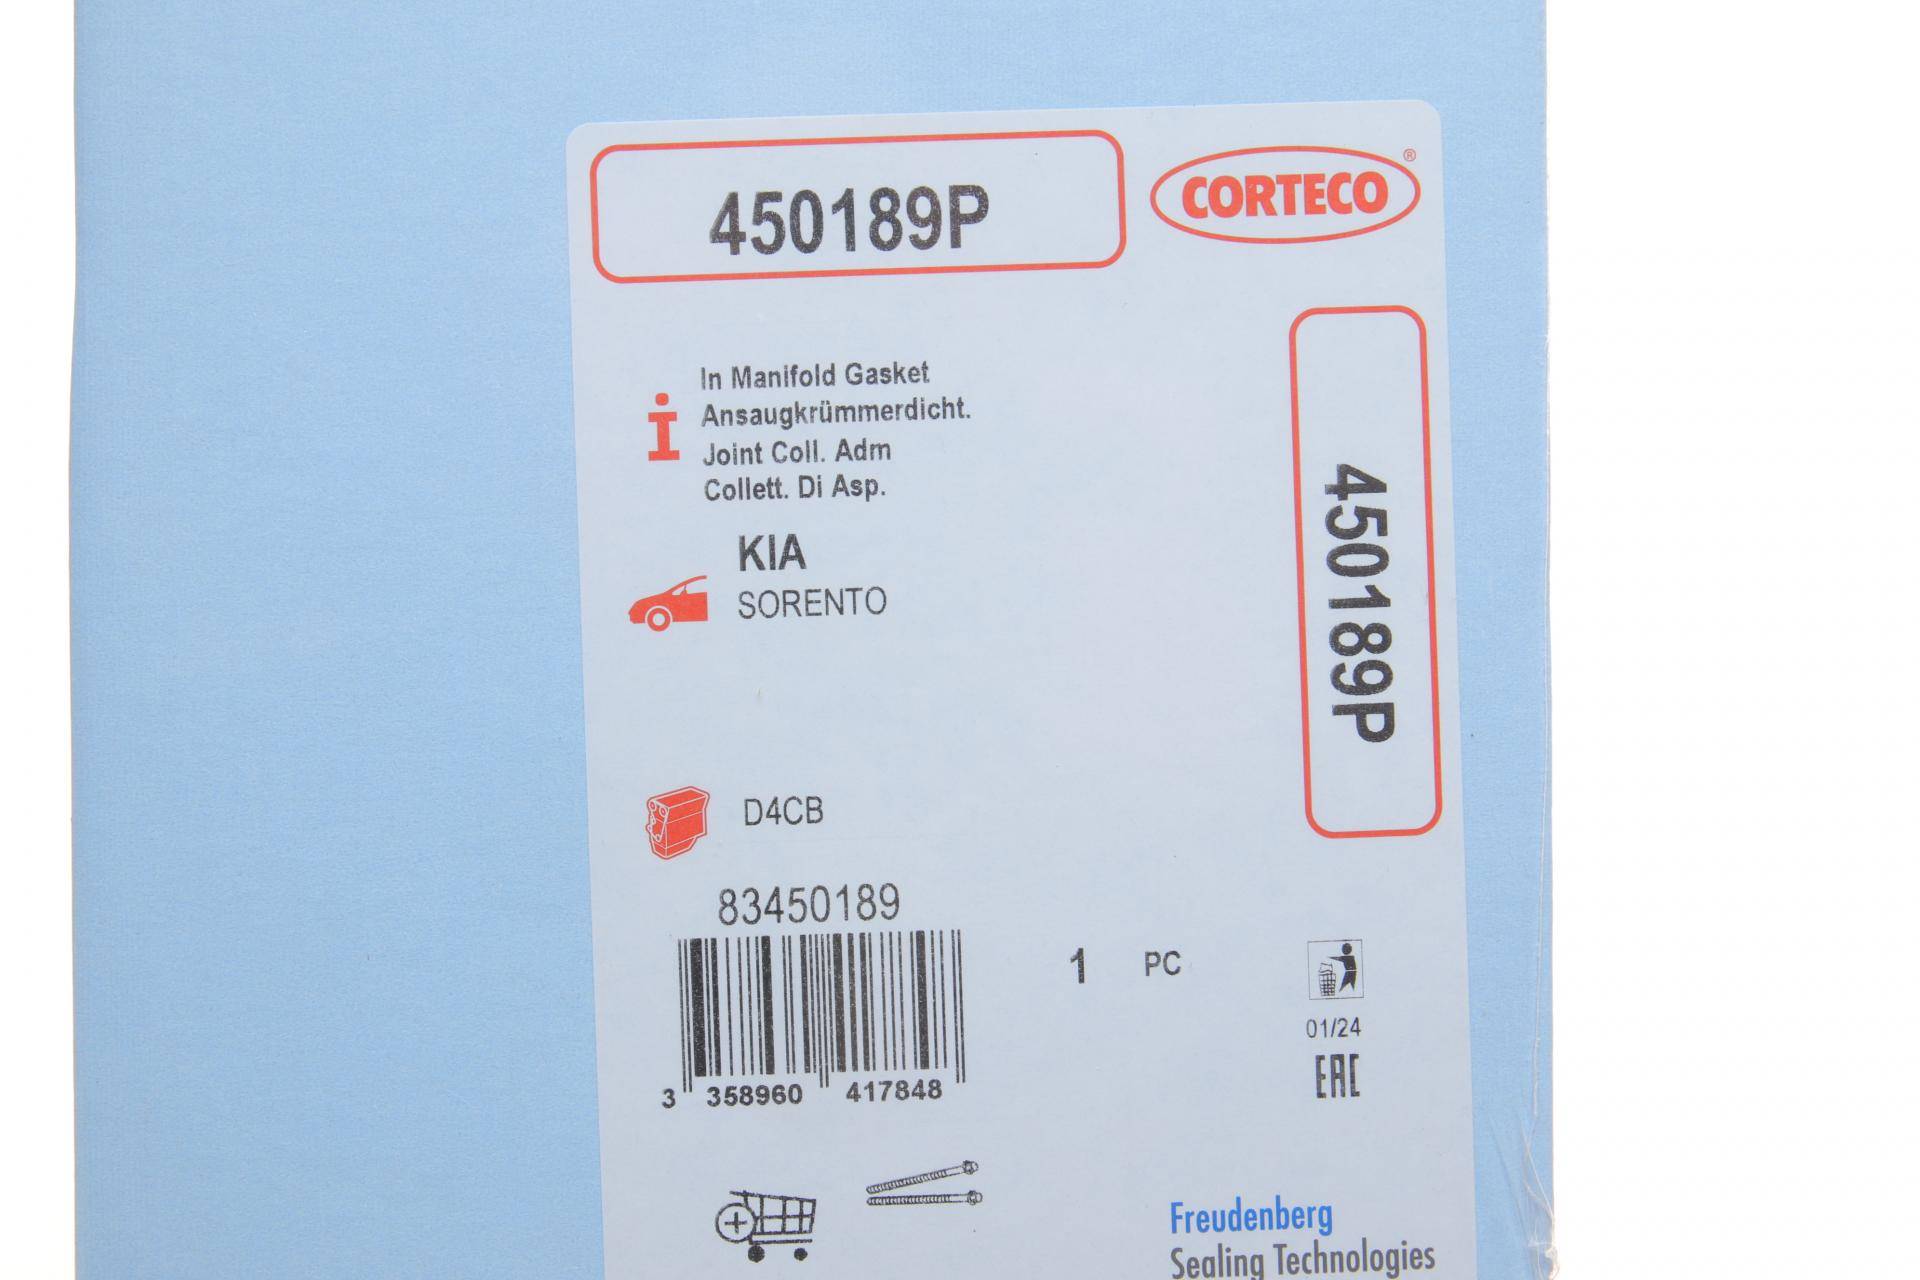 450189P
CORTECO®
In Manifold Gasket
Ansaugkrümmerdicht.
Joint Coll. Adm
Collett. Di Asp.
KIA
SORENTO
450189P
D4CB
83450189
1 PC
01/24
EAC
3 358960 417848
Freudenberg
Sealing Technologies